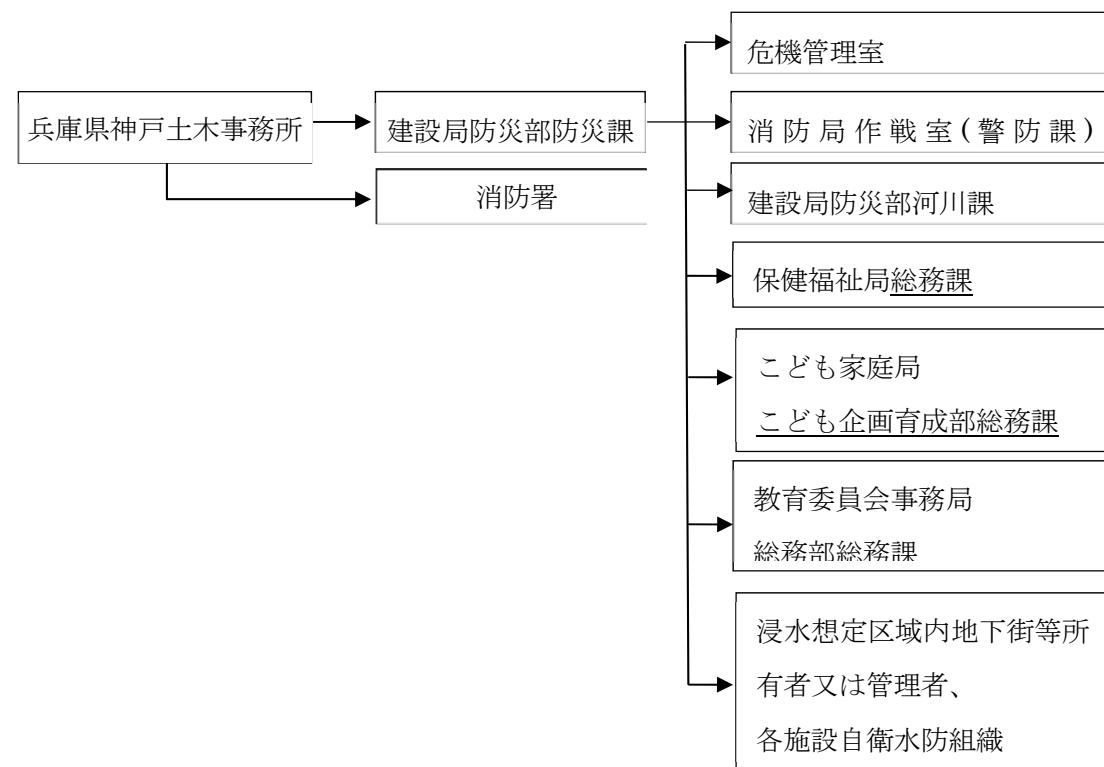 兵庫県神戸土木事務所
建設局防災部防災課
消防署
危機管理室
消防局作戦室(警防課)
建設局防災部河川課
保健福祉局総務課
こども家庭局
こども企画育成部総務課
教育委員会事務局
総務部総務課
浸水想定区域内地下街等所
有者又は管理者、
各施設自衛水防組織